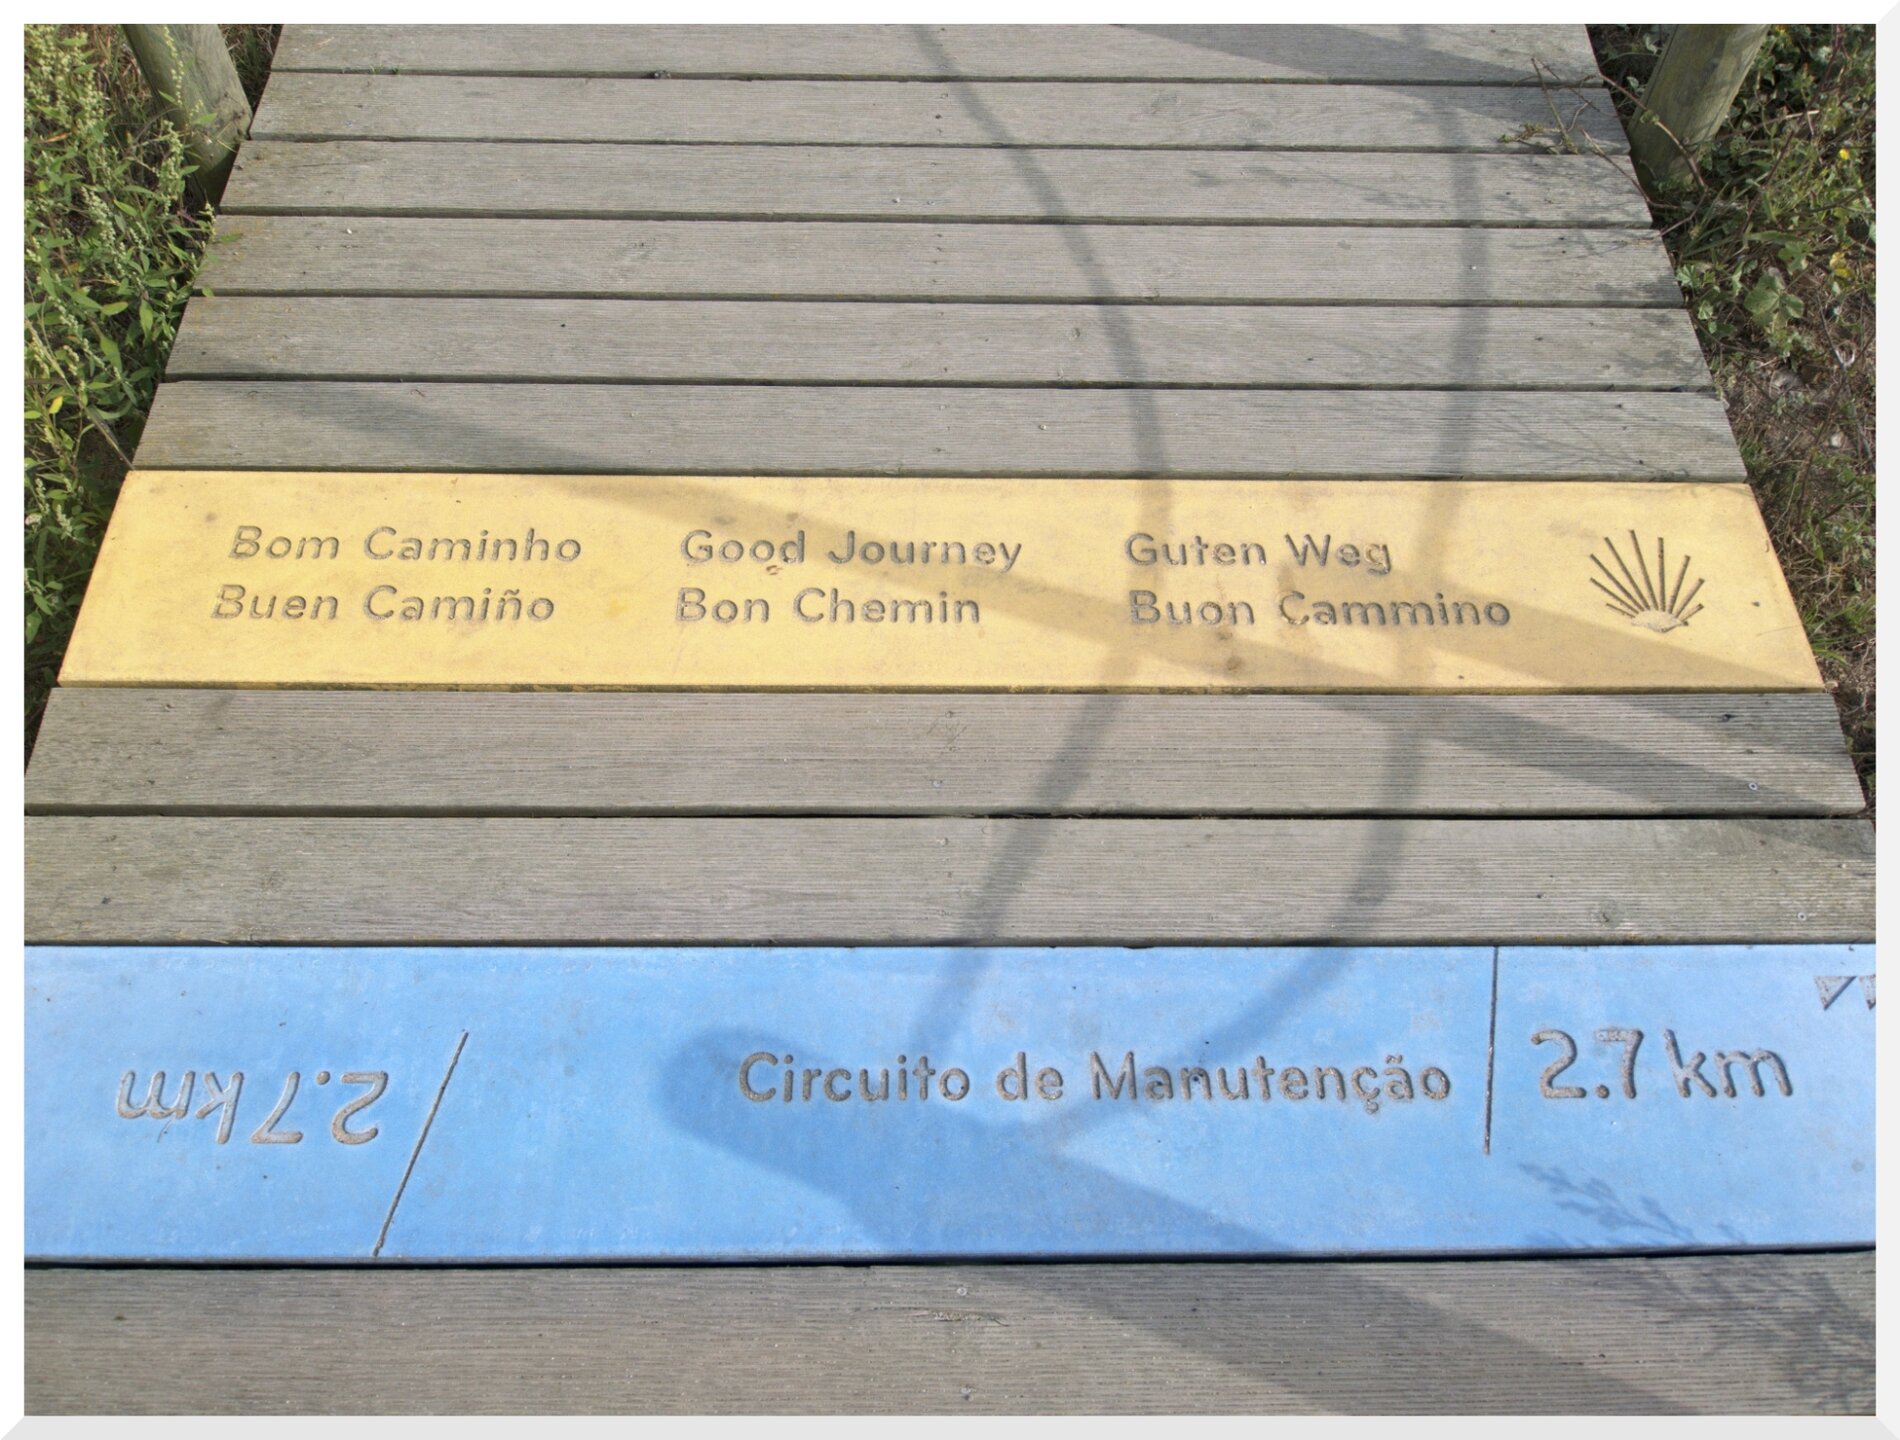 Bom Caminho
Buen Camiño
Good Journey
Bon Chemin
Guten Weg
Buon Cammino
2.7 km
Circuito de Manutenção
2.7 km